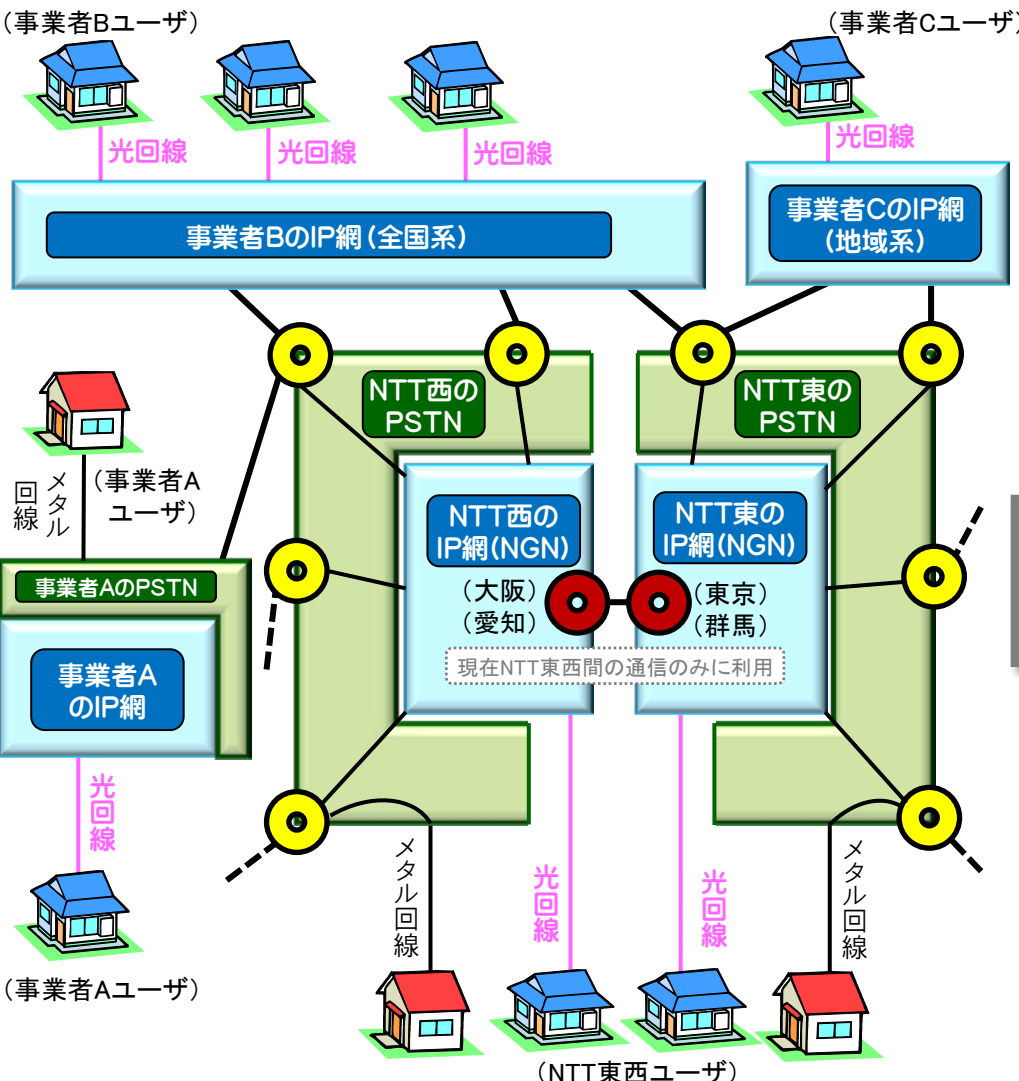 (事業者Bユーザ)
(事業者Cユーザ)
光回線
光回線
光回線
光回線
事業者BのIP網(全国系)
事業者CのIP網
(地域系)
NTT西の
PSTN
NTT東の
PSTN
メタル
回線
(事業者A
ユーザ)
NTT西の
IP網(NGN)
NTT東の
IP網(NGN)
事業者AのPSTN
(大阪)
(愛知)
(東京)
(群馬)
現在NTT東西間の通信のみに利用
事業者A
のIP網
光回線
メタル回線
光回線
光回線
メタル回線
(事業者Aユーザ)
(NTT東西ユーザ)